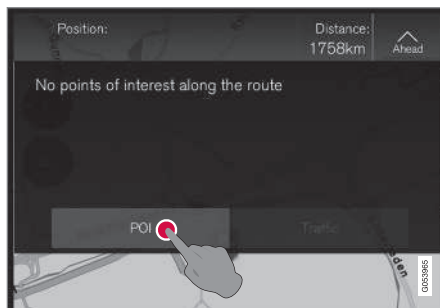 Position:
Distance:
1758km
Ahead
No points of interest along the route
POI
Traffic
G053965